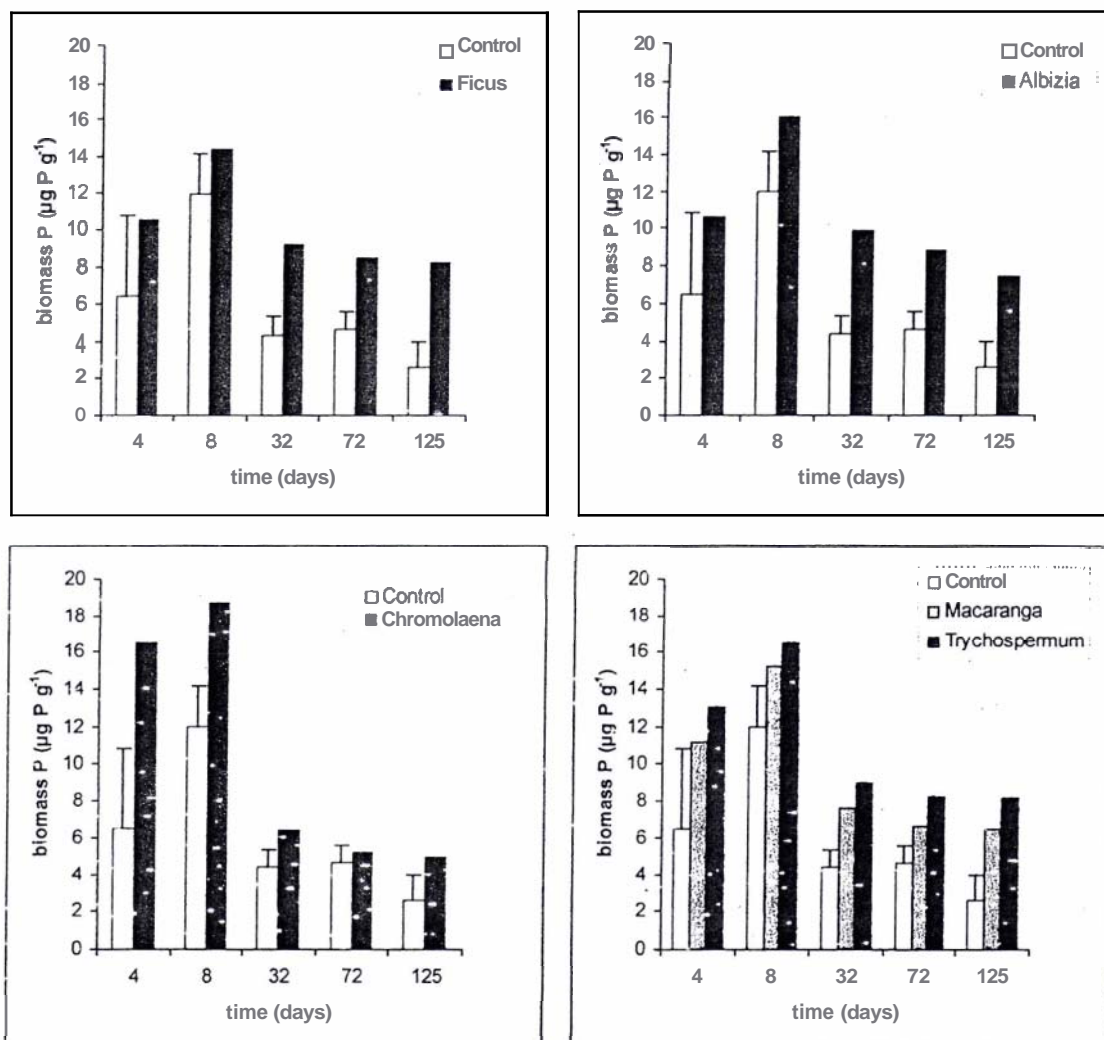 20
18
16
14
12
10
8
6
4
2
0
biomass P (µg P g⁻¹)
Control
Ficus
4 8 32 72 125
time (days)
20
18
16
14
12
10
8
6
4
2
0
biomass P (µg P g⁻¹)
Control
Albizia
4 8 32 72 125
time (days)
20
18
16
14
12
10
8
6
4
2
0
biomass P (µg P g⁻¹)
Control
Chromolaena
4 8 32 72 125
time (days)
20
18
16
14
12
10
8
6
4
2
0
biomass P (µg P g⁻¹)
Control
Macaranga
Trychospermum
4 8 32 72 125
time (days)